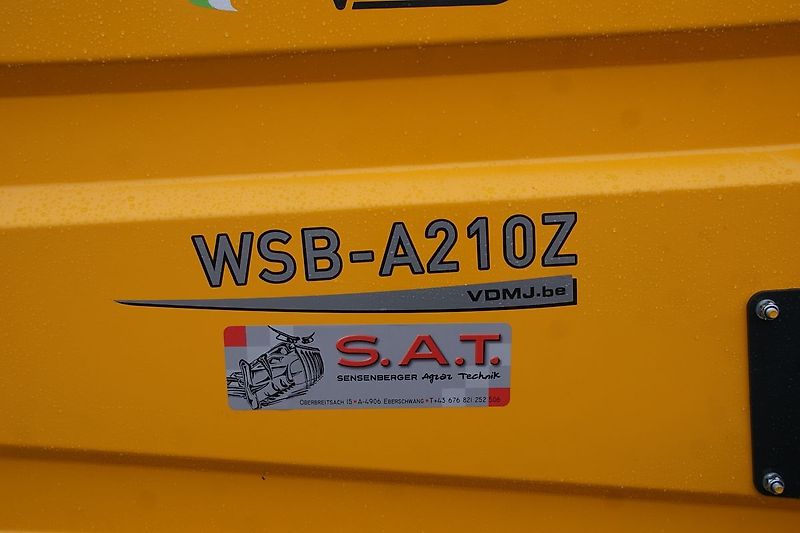 WSB-A210Z
VDMJ.be
S.A.T.
SENSENBERGER Agrar Technik
OBERBREITSACH 15 • A-4906 EBERSCHWANG • T+43 676 821 252 506